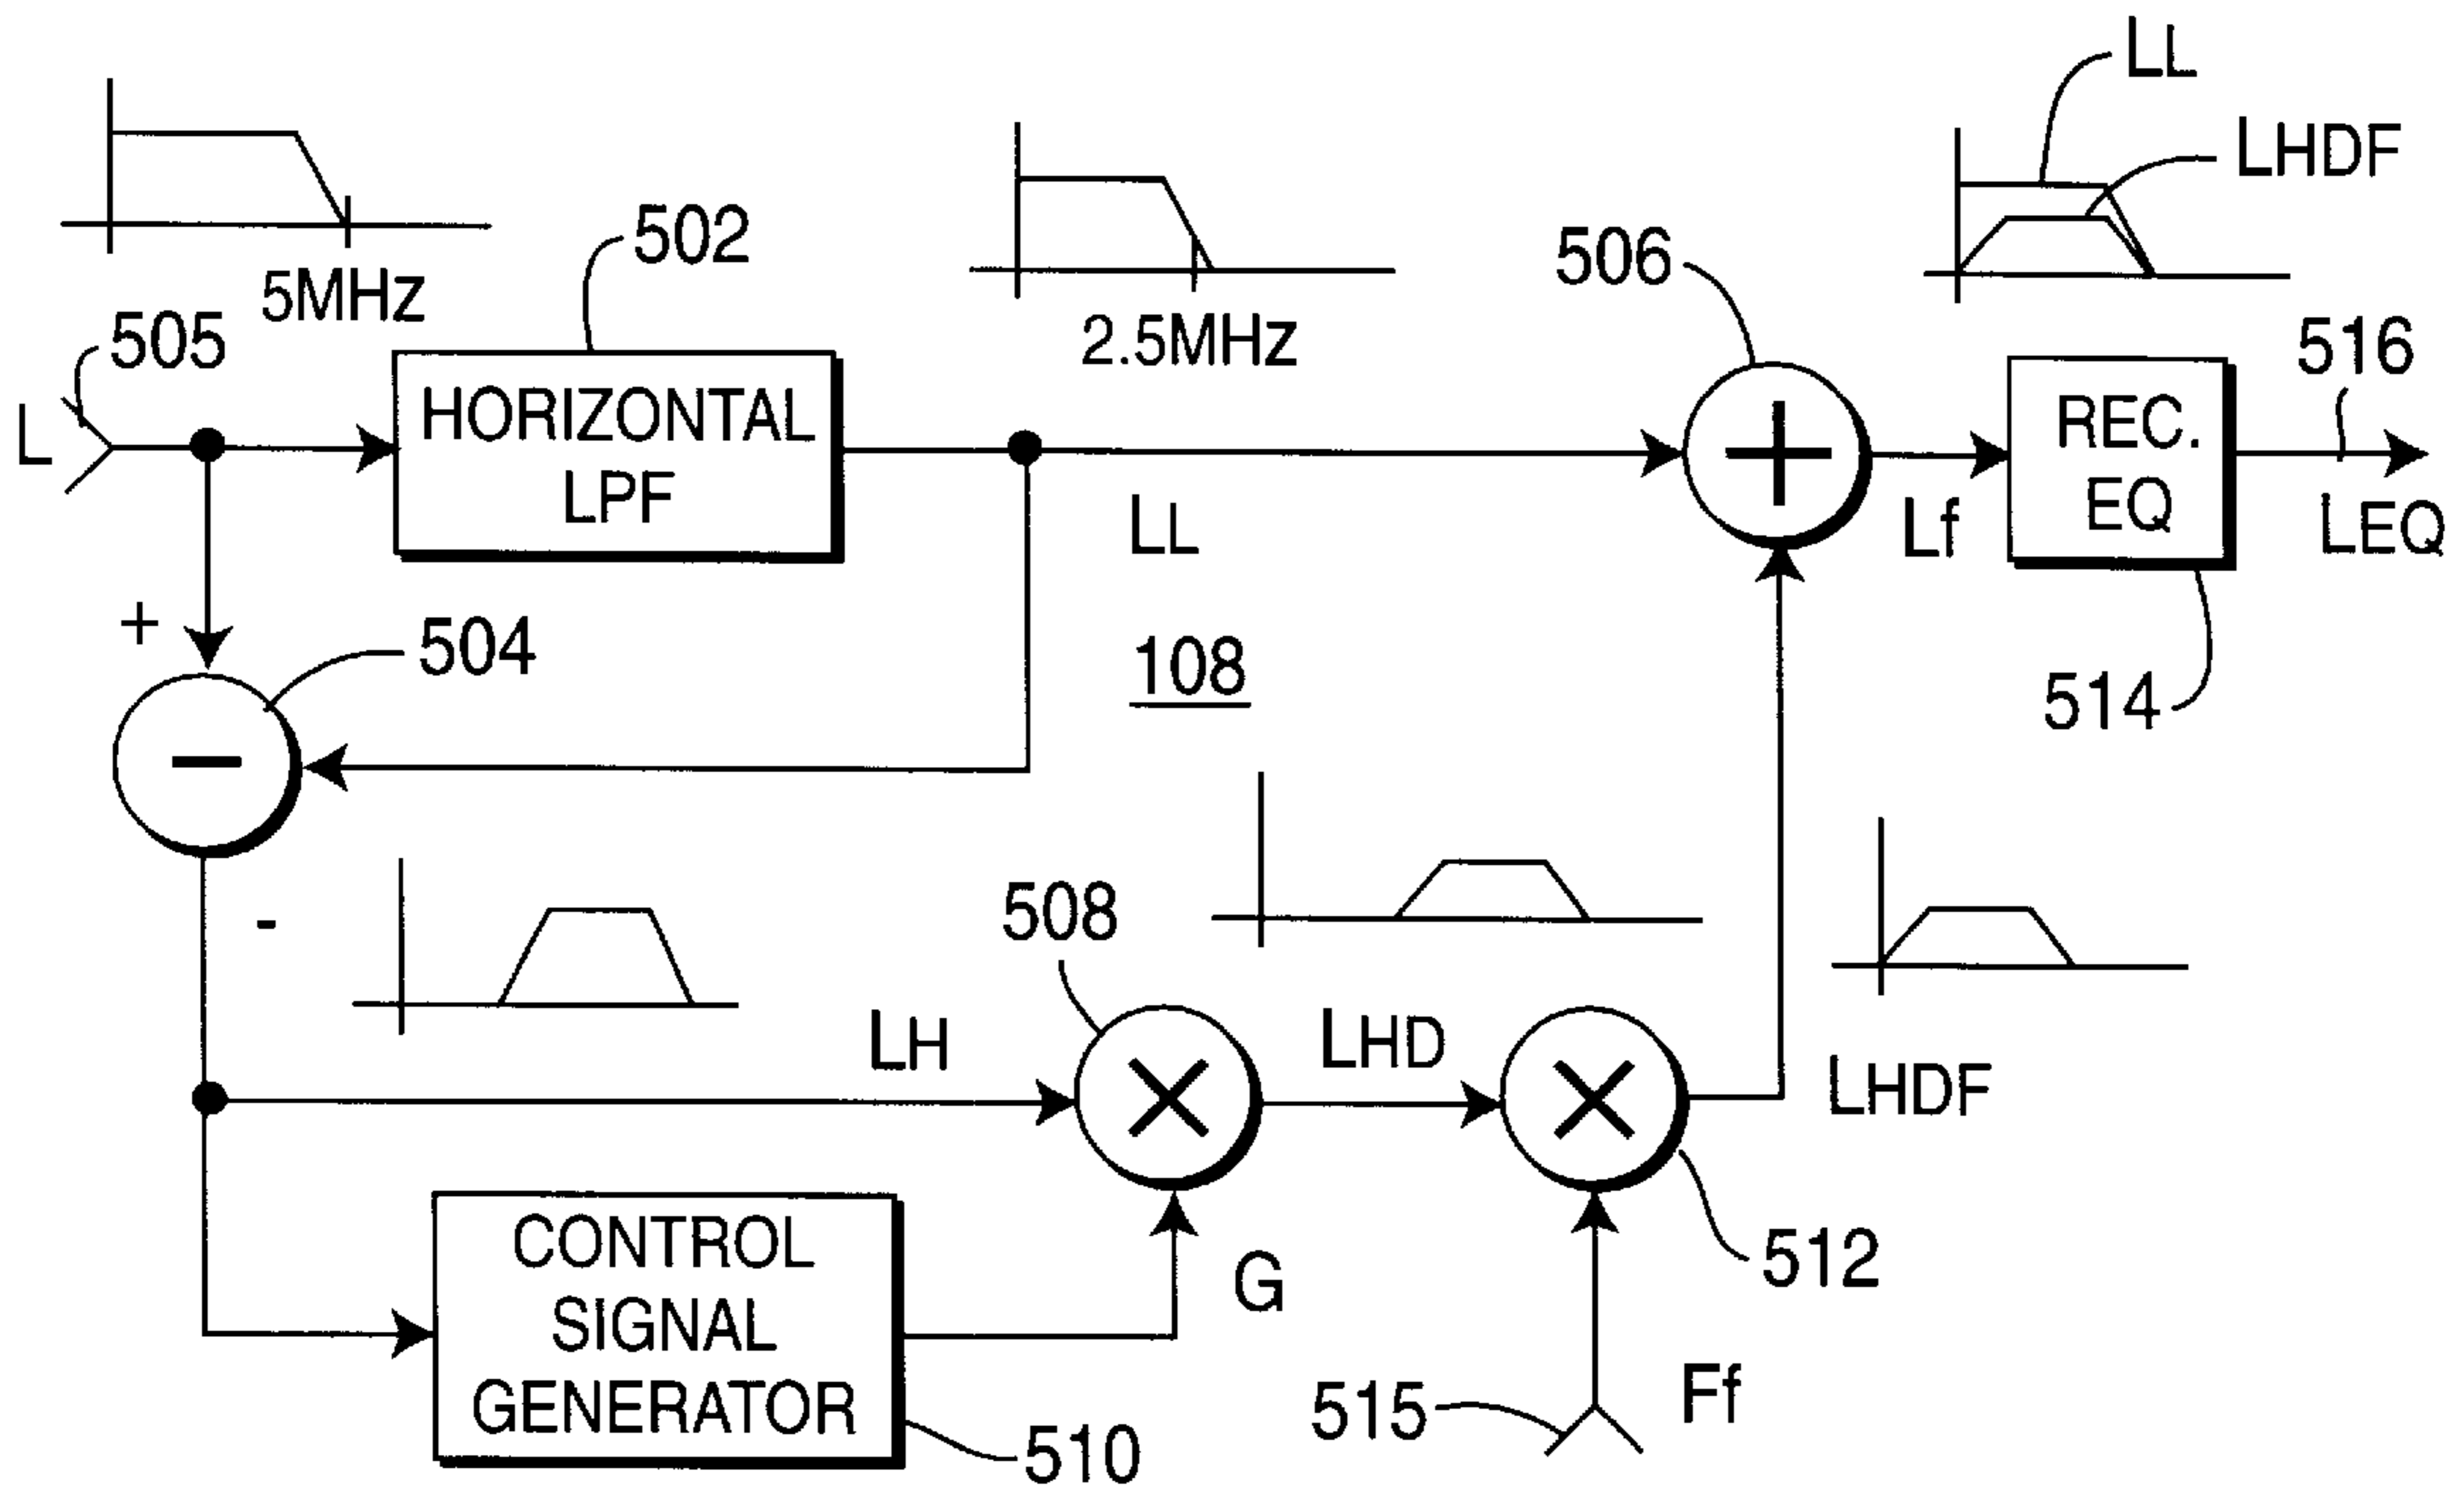 LL
LHDF
502
506
5MHz
2.5MHz
505
516
L
HORIZONTAL
LPF
REC.
EQ
LL
Lf
LEQ
+
504
108
514
-
508
LH
LHD
LHDF
CONTROL
SIGNAL
GENERATOR
G
512
510
515
Ff